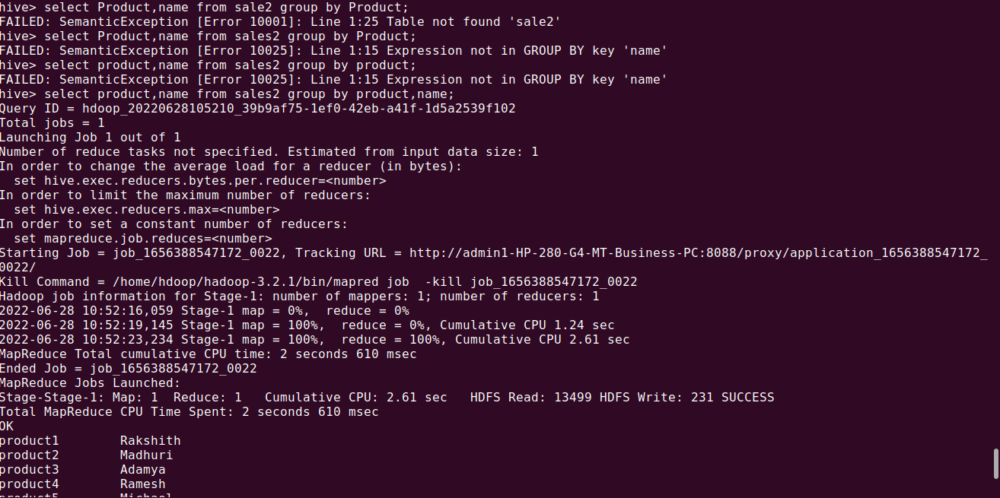 hive> select Product,name from sale2 group by Product;
FAILED: SemanticException [Error 10001]: Line 1:25 Table not found 'sale2'
hive> select Product,name from sales2 group by Product;
FAILED: SemanticException [Error 10025]: Line 1:15 Expression not in GROUP BY key 'name'
hive> select product,name from sales2 group by product;
FAILED: SemanticException [Error 10025]: Line 1:15 Expression not in GROUP BY key 'name'
hive> select product,name from sales2 group by product,name;
Query ID = hdoop_20220628105210_39b9af75-1ef0-42eb-a41f-1d5a2539f102
Total jobs = 1
Launching Job 1 out of 1
Number of reduce tasks not specified. Estimated from input data size: 1
In order to change the average load for a reducer (in bytes):
  set hive.exec.reducers.bytes.per.reducer=<number>
In order to limit the maximum number of reducers:
  set hive.exec.reducers.max=<number>
In order to set a constant number of reducers:
  set mapreduce.job.reduces=<number>
Starting Job = job_1656388547172_0022, Tracking URL = http://admin1-HP-280-G4-MT-Business-PC:8088/proxy/application_1656388547172_
0022/
Kill Command = /home/hdoop/hadoop-3.2.1/bin/mapred job  -kill job_1656388547172_0022
Hadoop job information for Stage-1: number of mappers: 1; number of reducers: 1
2022-06-28 10:52:16,059 Stage-1 map = 0%,  reduce = 0%
2022-06-28 10:52:19,145 Stage-1 map = 100%,  reduce = 0%, Cumulative CPU 1.24 sec
2022-06-28 10:52:23,234 Stage-1 map = 100%,  reduce = 100%, Cumulative CPU 2.61 sec
MapReduce Total cumulative CPU time: 2 seconds 610 msec
Ended Job = job_1656388547172_0022
MapReduce Jobs Launched:
Stage-Stage-1: Map: 1  Reduce: 1   Cumulative CPU: 2.61 sec   HDFS Read: 13499 HDFS Write: 231 SUCCESS
Total MapReduce CPU Time Spent: 2 seconds 610 msec
OK
product1        Rakshith
product2        Madhuri
product3        Adamya
product4        Ramesh
product5        Michael